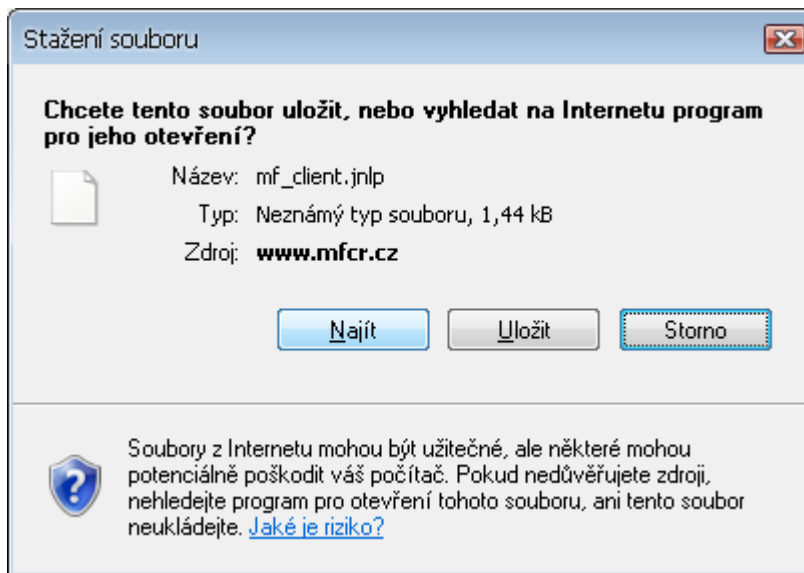 Stažení souboru
Chcete tento soubor uložit, nebo vyhledat na Internetu program
pro jeho otevření?
Název: mf_client.jnlp
Typ: Neznámý typ souboru, 1,44 kB
Zdroj: www.mfcr.cz
Najít Uložit Storno
Soubory z Internetu mohou být užitečné, ale některé mohou
potenciálně poškodit váš počítač. Pokud nedůvěřujete zdroji,
nehledejte program pro otevření tohoto souboru, ani tento soubor
neukládejte. Jaké je riziko?